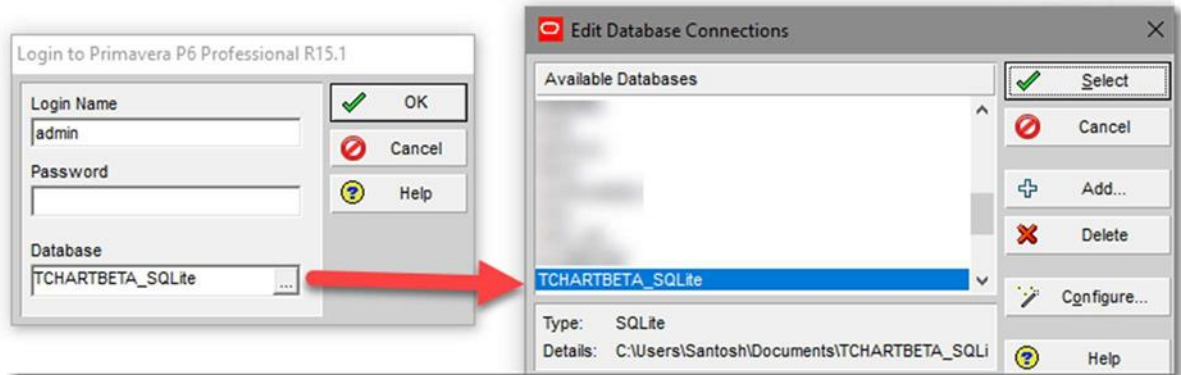 Login to Primavera P6 Professional R15.1
Login Name
admin
Password
Database
TCHARTBETA_SQLite
...
OK
Cancel
Help
Edit Database Connections
Available Databases
TCHARTBETA_SQLite
Type: SQLite
Details: C:\Users\Santosh\Documents\TCHARTBETA_SQLi
Select
Cancel
Add...
Delete
Configure...
Help